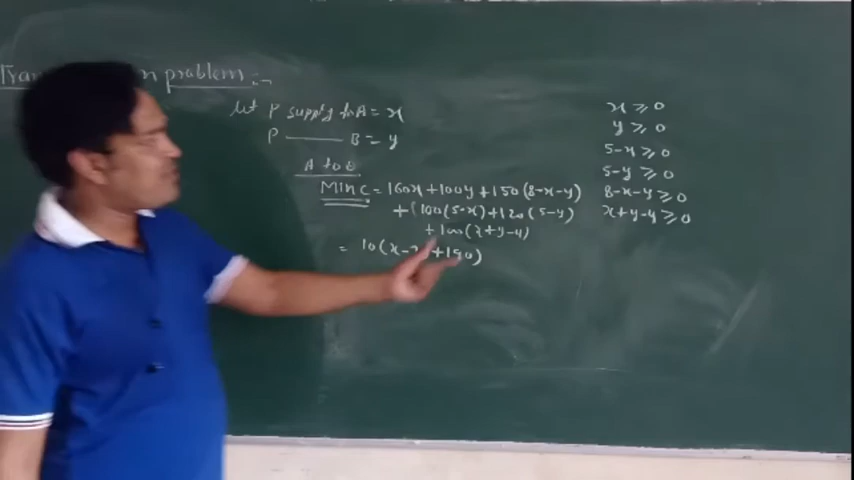 problem :-
Let P supply to A = x
P —— B = y
A to Q
Min C = 160x+100y+150(8-x-y)
+(100(5-x)+120(5-y)
+100(x+y-4)
= 10(x- +190)
x ≥ 0
y ≥ 0
5-x ≥ 0
5-y ≥ 0
8-x-y ≥ 0
x+y-4 ≥ 0